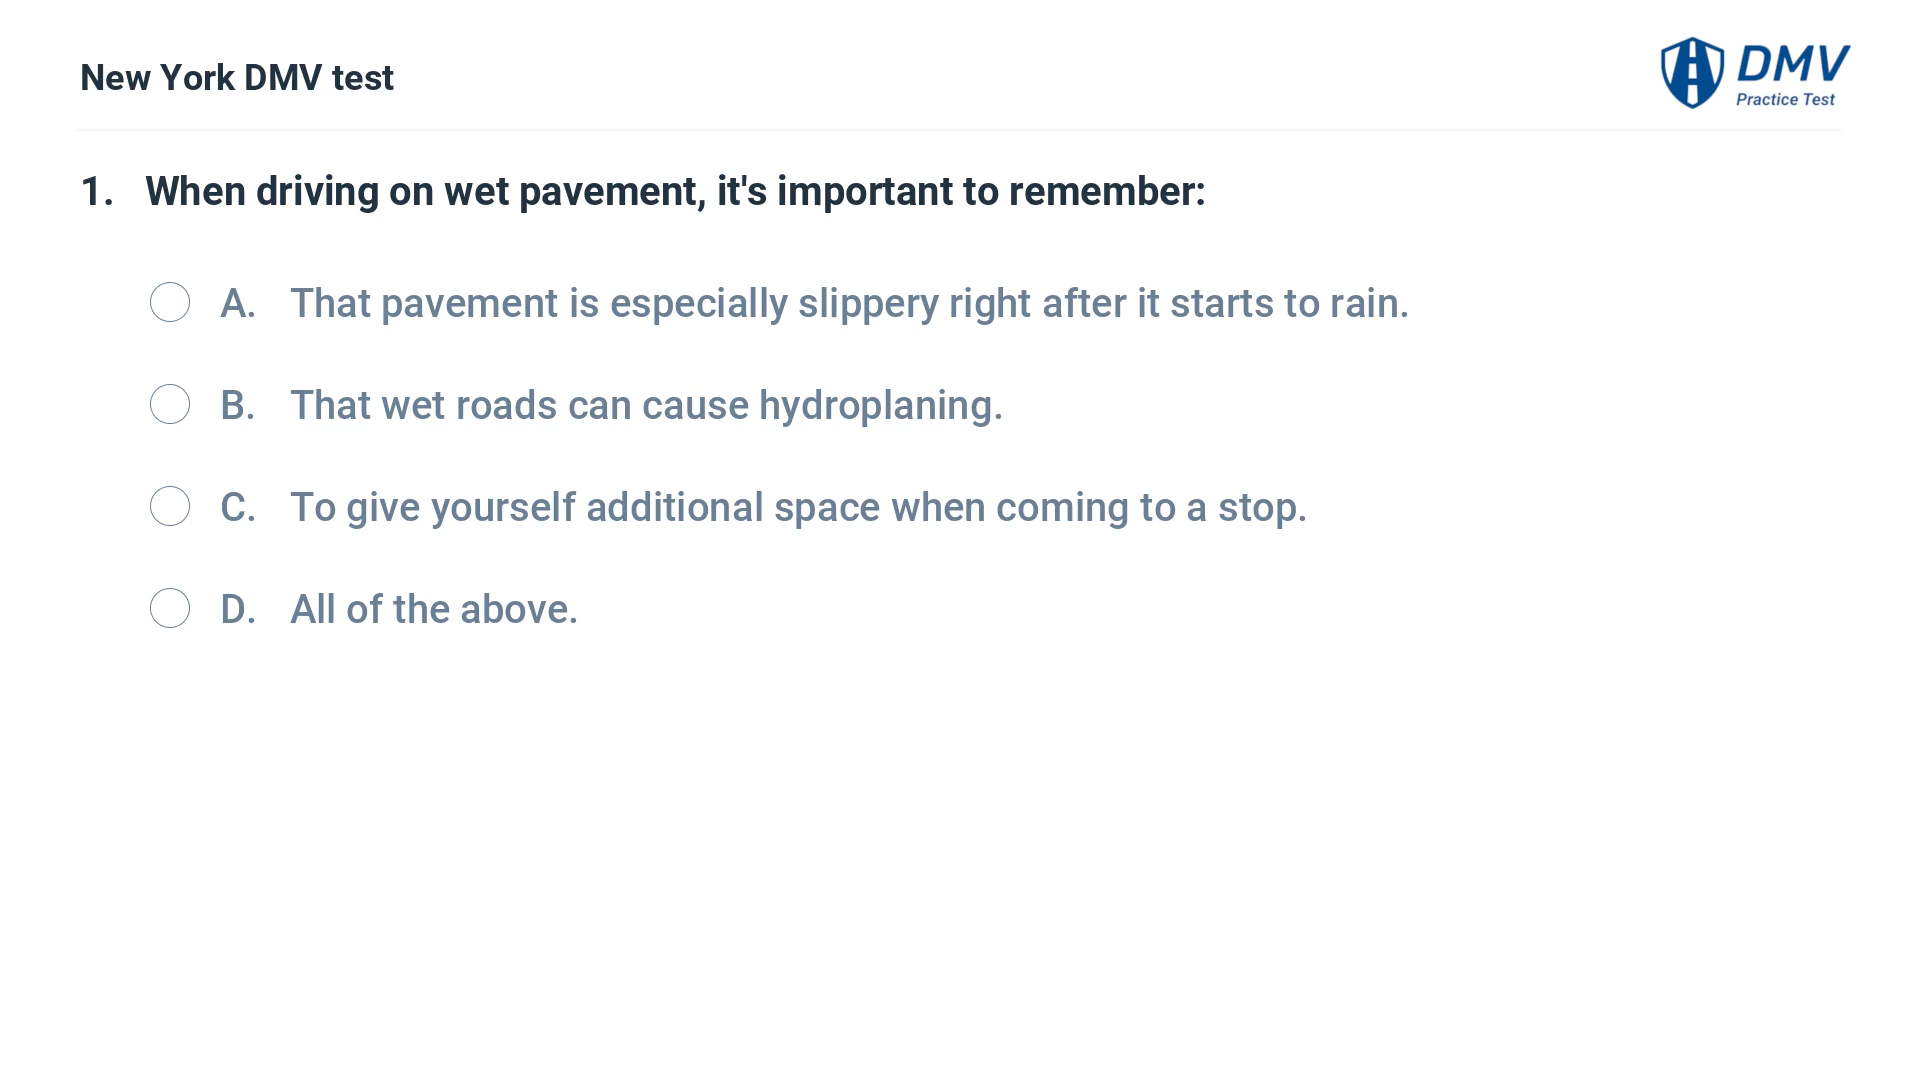 New York DMV test
DMV
Practice Test
1. When driving on wet pavement, it's important to remember:
A. That pavement is especially slippery right after it starts to rain.
B. That wet roads can cause hydroplaning.
C. To give yourself additional space when coming to a stop.
D. All of the above.